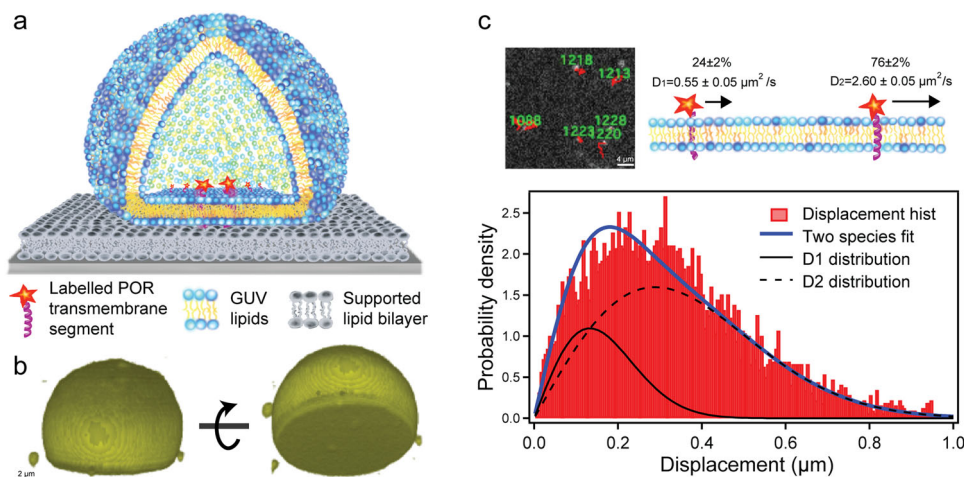 a
Labelled POR
transmembrane
segment
GUV
lipids
Supported
lipid bilayer
b
2 µm
c
1218
1213
1088
1228
1223
1220
4 µm
24±2%
D1=0.55 ± 0.05 µm²/s
76±2%
D2=2.60 ± 0.05 µm²/s
Displacement hist
Two species fit
D1 distribution
D2 distribution
Probability density
2.5
2.0
1.5
1.0
0.5
0.0
0.0 0.2 0.4 0.6 0.8 1.0
Displacement (µm)